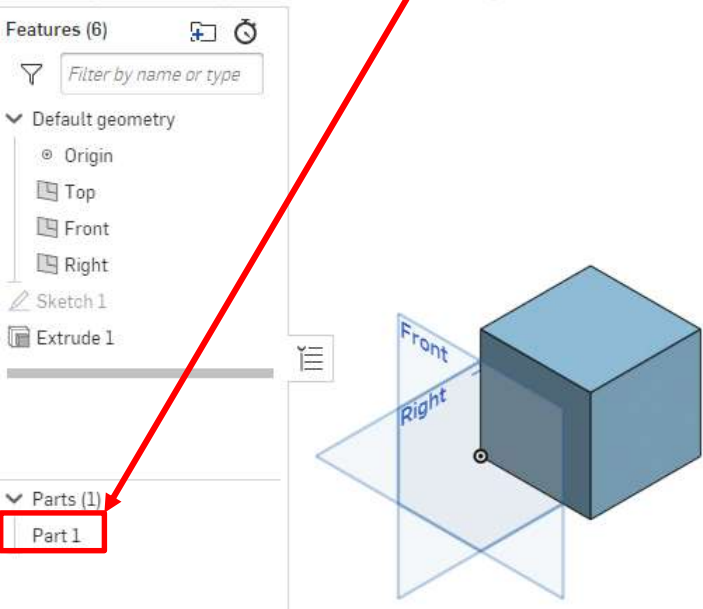 Features (6)
Filter by name or type
Default geometry
Origin
Top
Front
Right
Sketch 1
Extrude 1
Parts (1)
Part 1
Front
Right